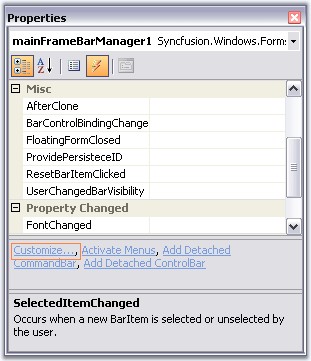 Properties
mainFrameBarManager1 Syncfusion.Windows.Forms
Misc
AfterClone
BarControlBindingChange
FloatingFormClosed
ProvidePersisteceID
ResetBarItemClicked
UserChangedBarVisibility
Property Changed
FontChanged
Customize..., Activate Menus, Add Detached
CommandBar, Add Detached ControlBar
SelectedItemChanged
Occurs when a new BarItem is selected or unselected
by the user.